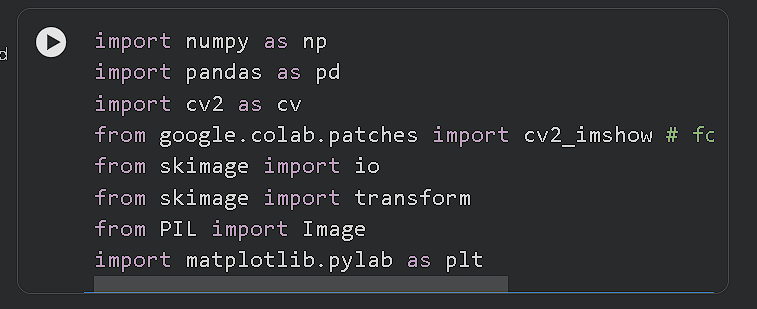 import numpy as np
import pandas as pd
import cv2 as cv
from google.colab.patches import cv2_imshow #
from skimage import io
from skimage import transform
from PIL import Image
import matplotlib.pylab as plt